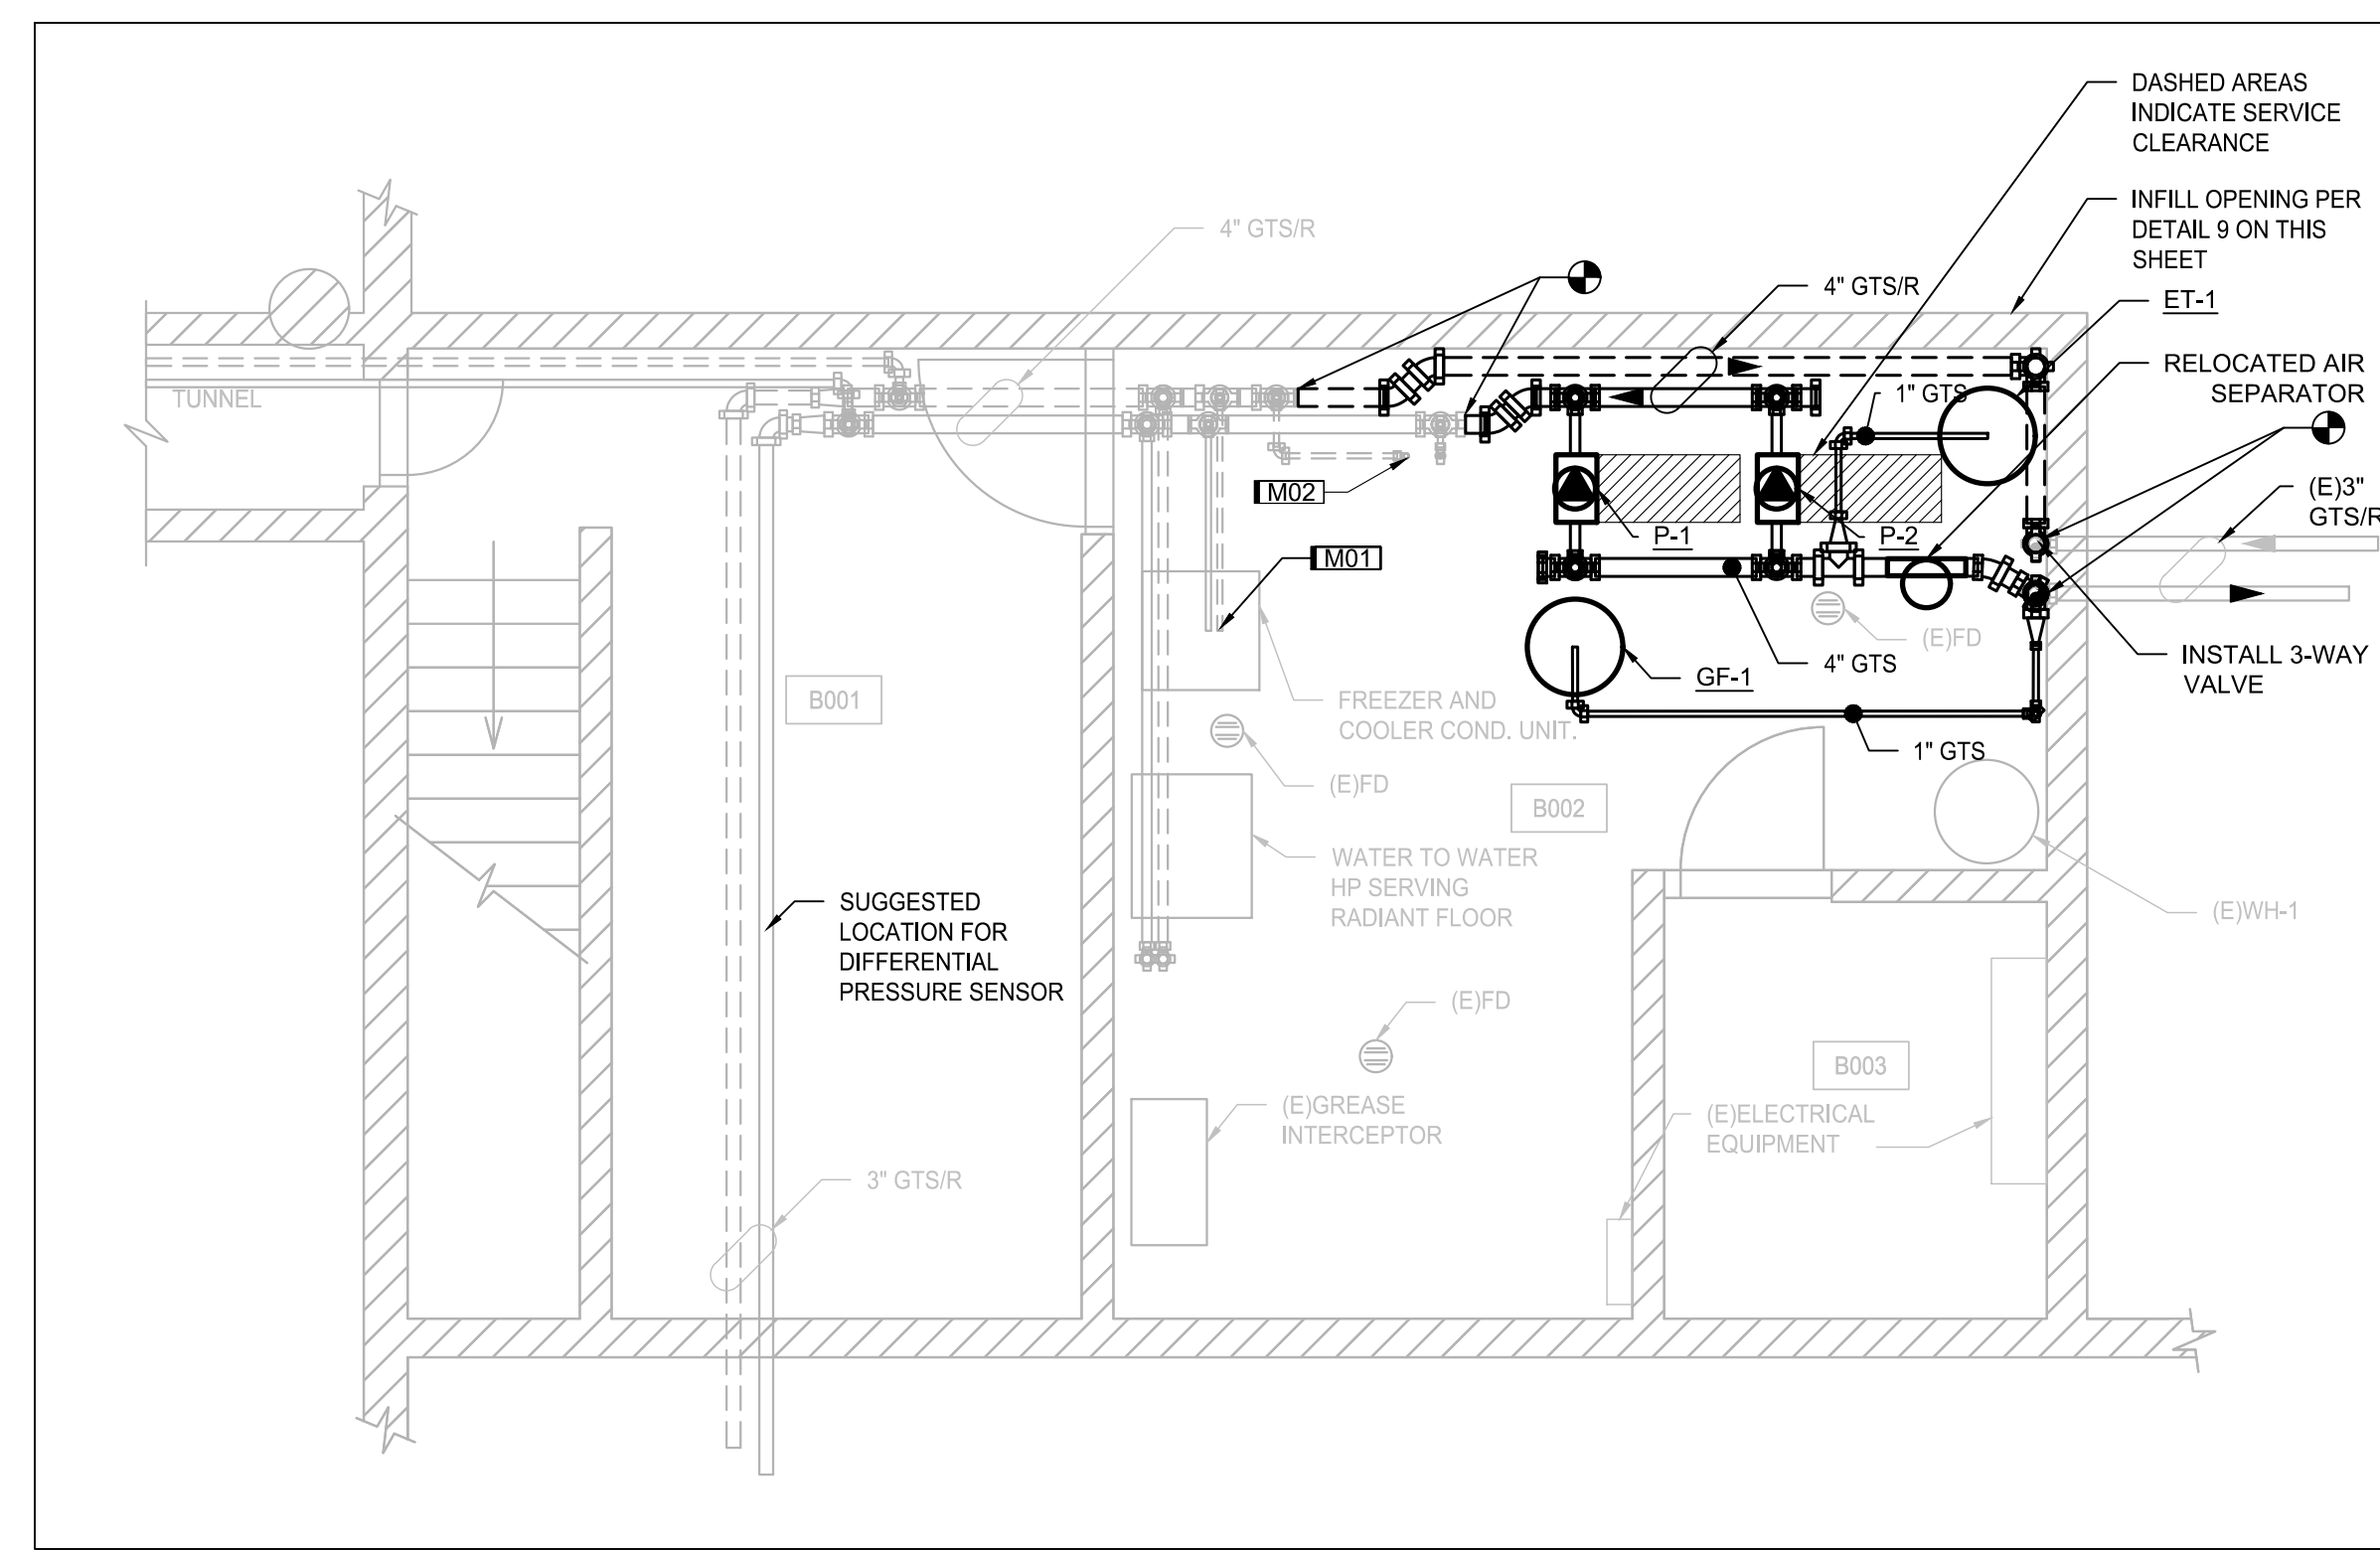 DASHED AREAS
INDICATE SERVICE
CLEARANCE
INFILL OPENING PER
DETAIL 9 ON THIS
SHEET
4" GTS/R
4" GTS/R
ET-1
RELOCATED AIR
SEPARATOR
TUNNEL
1" GTS
M02
(E)3"
GTS/R
P-1
P-2
M01
(E)FD
4" GTS
INSTALL 3-WAY
VALVE
GF-1
B001
FREEZER AND
COOLER COND. UNIT.
1" GTS
(E)FD
B002
WATER TO WATER
HP SERVING
RADIANT FLOOR
SUGGESTED
LOCATION FOR
DIFFERENTIAL
PRESSURE SENSOR
(E)WH-1
(E)FD
B003
(E)GREASE
INTERCEPTOR
(E)ELECTRICAL
EQUIPMENT
3" GTS/R